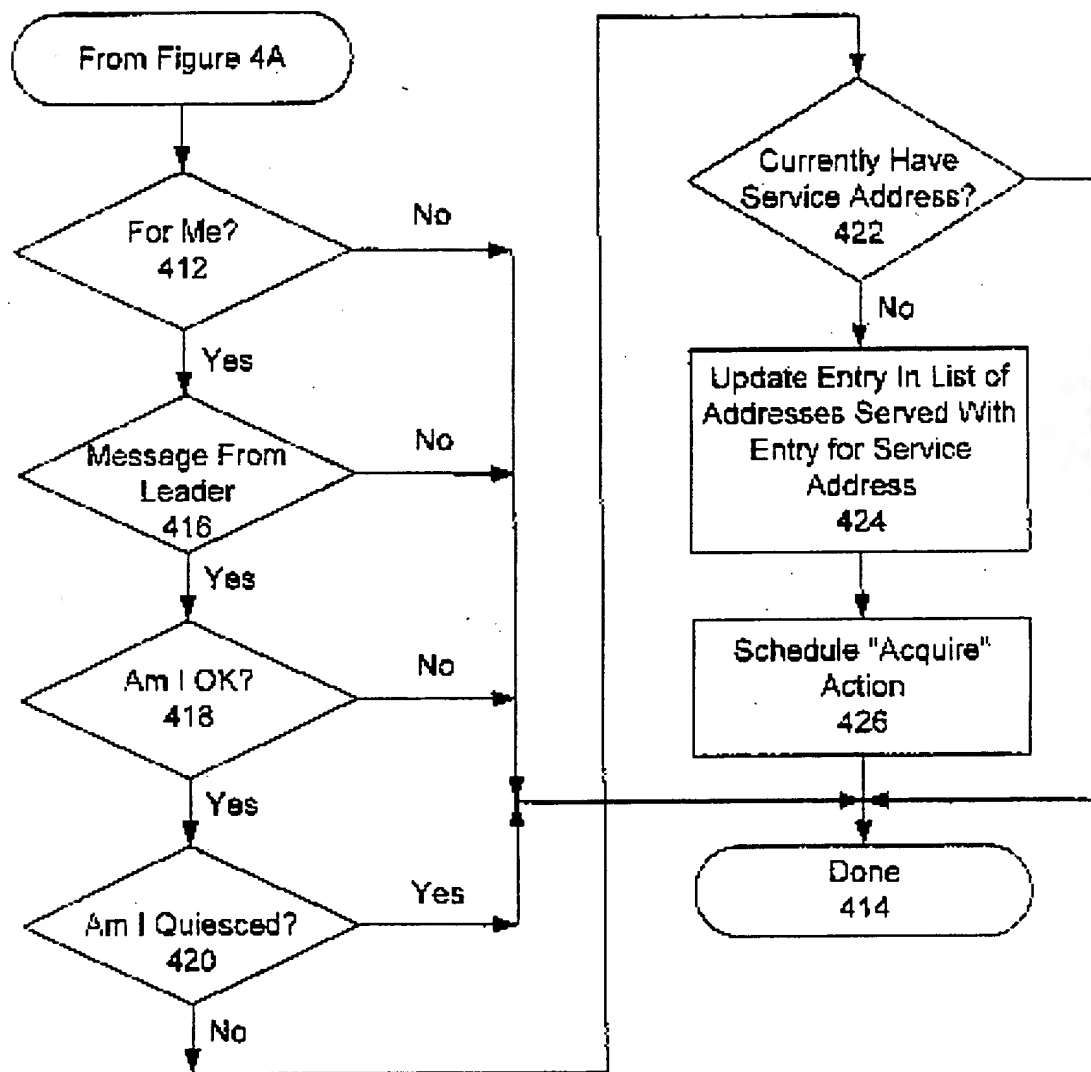 From Figure 4A
For Me?
412
No
Yes
Message From
Leader
416
No
Yes
Am I OK?
418
No
Yes
Am I Quiesced?
420
Yes
No
Currently Have
Service Address?
422
No
Update Entry In List of
Addresses Served With
Entry for Service
Address
424
Schedule "Acquire"
Action
426
Done
414